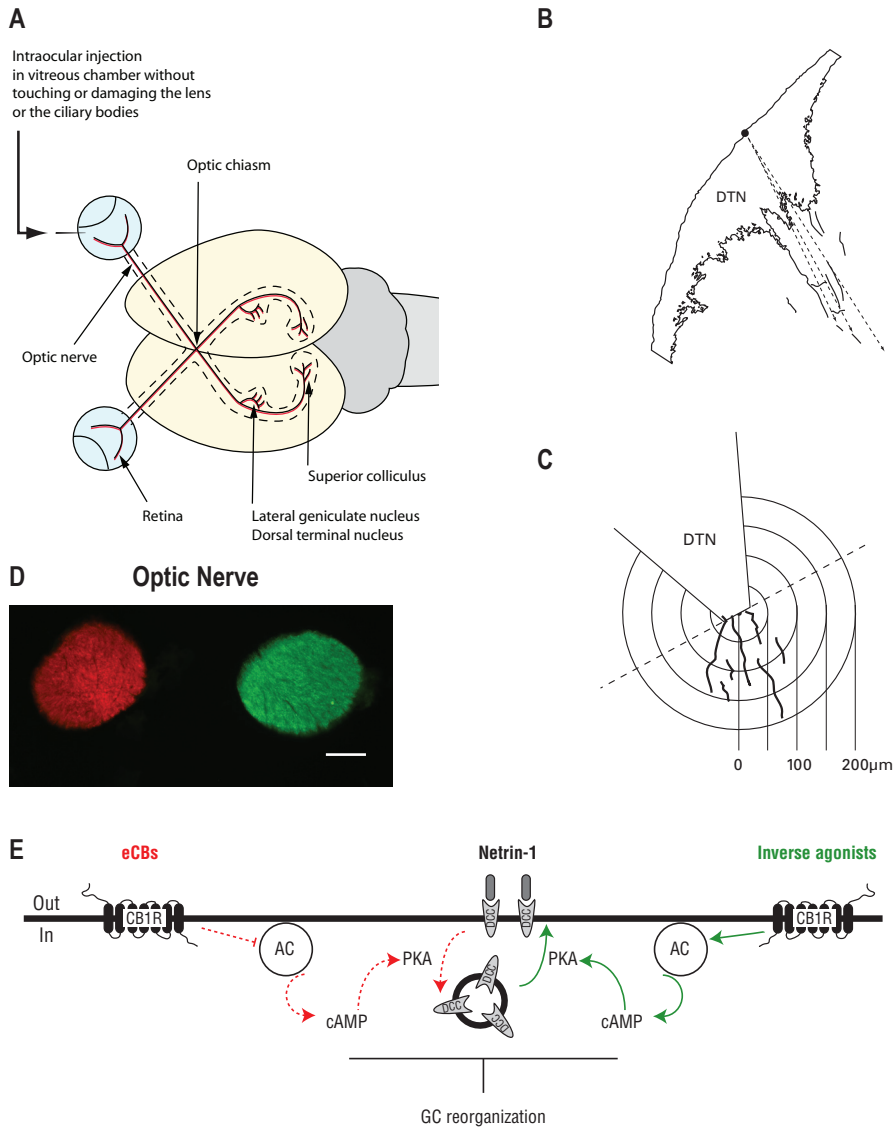 A
Intraocular injection
in vitreous chamber without
touching or damaging the lens
or the ciliary bodies
Optic chiasm
Optic nerve
Superior colliculus
Retina
Lateral geniculate nucleus
Dorsal terminal nucleus
B
DTN
C
DTN
0 100 200µm
D Optic Nerve
E
eCBs Netrin-1 Inverse agonists
Out
In
CB1R
AC
cAMP
PKA
DCC
DCC
DCC
DCC
DCC
PKA
cAMP
AC
CB1R
GC reorganization